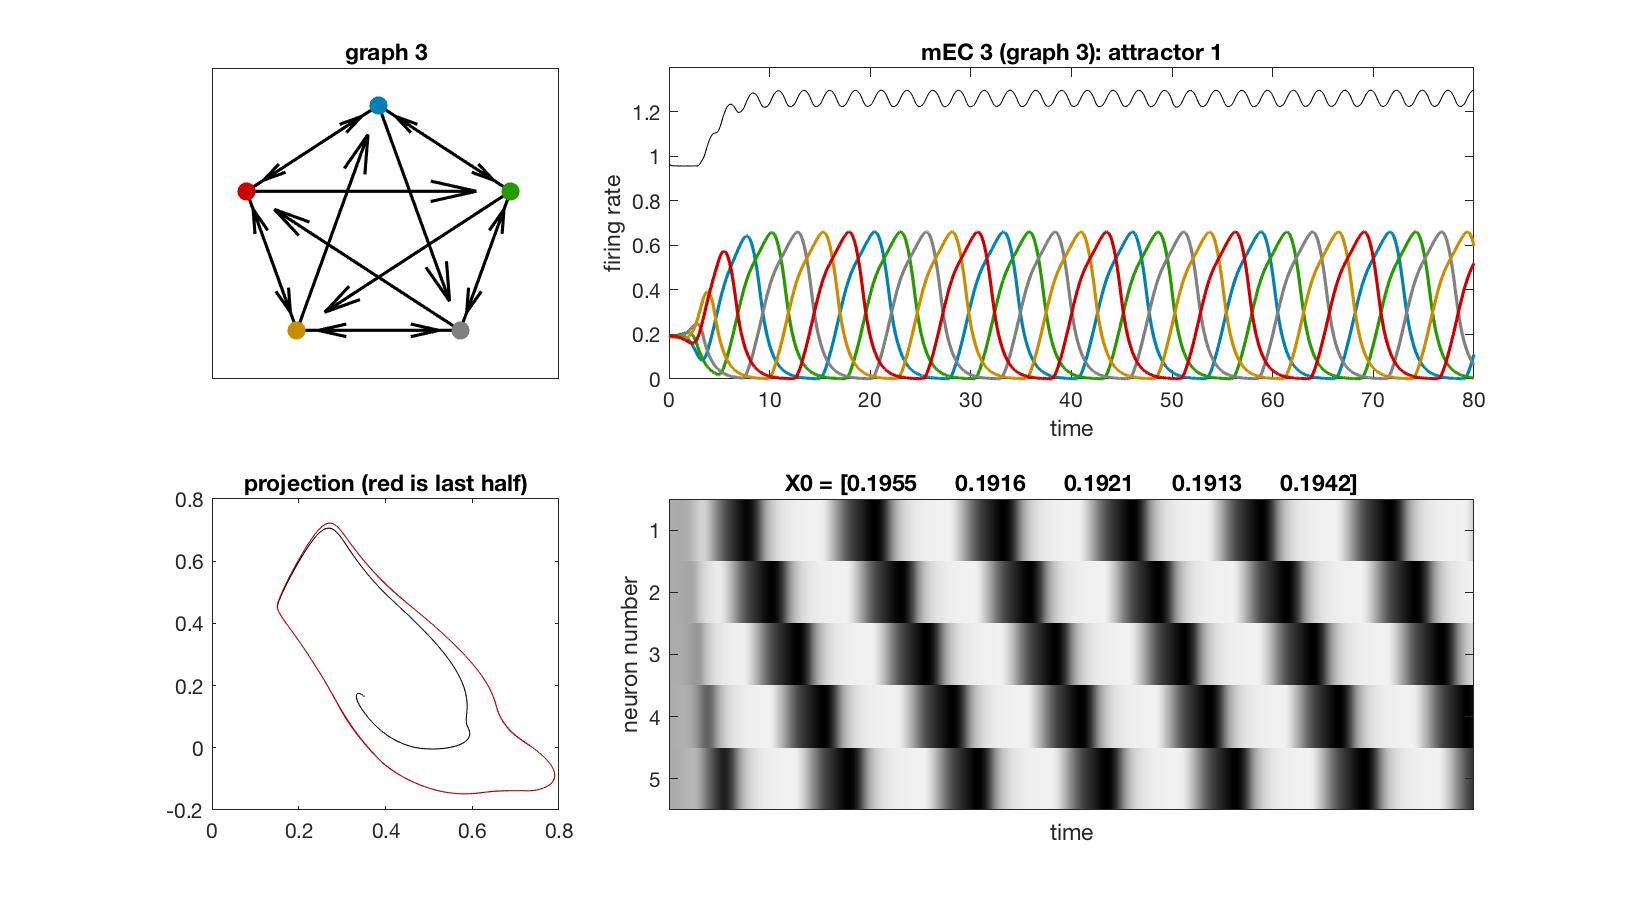 graph 3
mEC 3 (graph 3): attractor 1
firing rate
1.2
1
0.8
0.6
0.4
0.2
0
0 10 20 30 40 50 60 70 80
time
projection (red is last half)
0.8
0.6
0.4
0.2
0
-0.2
0 0.2 0.4 0.6 0.8
X0 = [0.1955 0.1916 0.1921 0.1913 0.1942]
neuron number
1
2
3
4
5
time